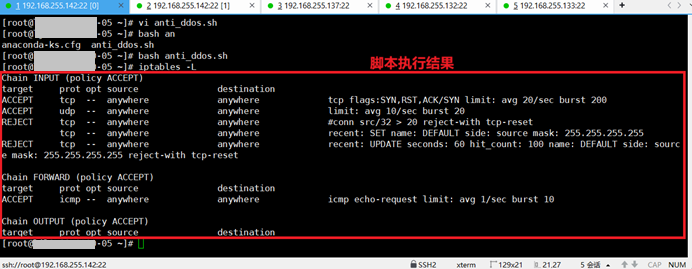 1 192.168.255.142:22 [0] 2 192.168.255.142:22 [1] 3 192.168.255.137:22 4 192.168.255.132:22 5 192.168.255.133:22
[root@ -05 ~]# vi anti_ddos.sh
[root@ -05 ~]# bash an
anaconda-ks.cfg anti_ddos.sh
[root@ -05 ~]# bash anti_ddos.sh
[root@ -05 ~]# iptables -L
脚本执行结果
Chain INPUT (policy ACCEPT)
target prot opt source destination
ACCEPT tcp -- anywhere anywhere tcp flags:SYN,RST,ACK/SYN limit: avg 20/sec burst 200
ACCEPT udp -- anywhere anywhere limit: avg 10/sec burst 20
REJECT tcp -- anywhere anywhere #conn src/32 > 20 reject-with tcp-reset
tcp -- anywhere anywhere recent: SET name: DEFAULT side: source mask: 255.255.255.255
REJECT tcp -- anywhere anywhere recent: UPDATE seconds: 60 hit_count: 100 name: DEFAULT side: sourc
e mask: 255.255.255.255 reject-with tcp-reset
Chain FORWARD (policy ACCEPT)
target prot opt source destination
ACCEPT icmp -- anywhere anywhere icmp echo-request limit: avg 1/sec burst 10
Chain OUTPUT (policy ACCEPT)
target prot opt source destination
[root@ -05 ~]#
ssh://root@192.168.255.142:22 SSH2 xterm 129x21 21,27 5 会话 CAP NUM